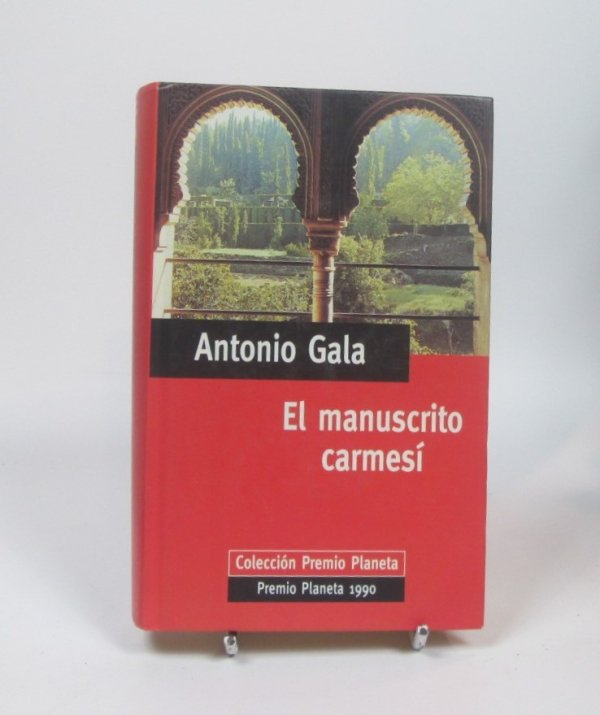 Antonio Gala
El manuscrito
carmesí
Colección Premio Planeta
Premio Planeta 1990